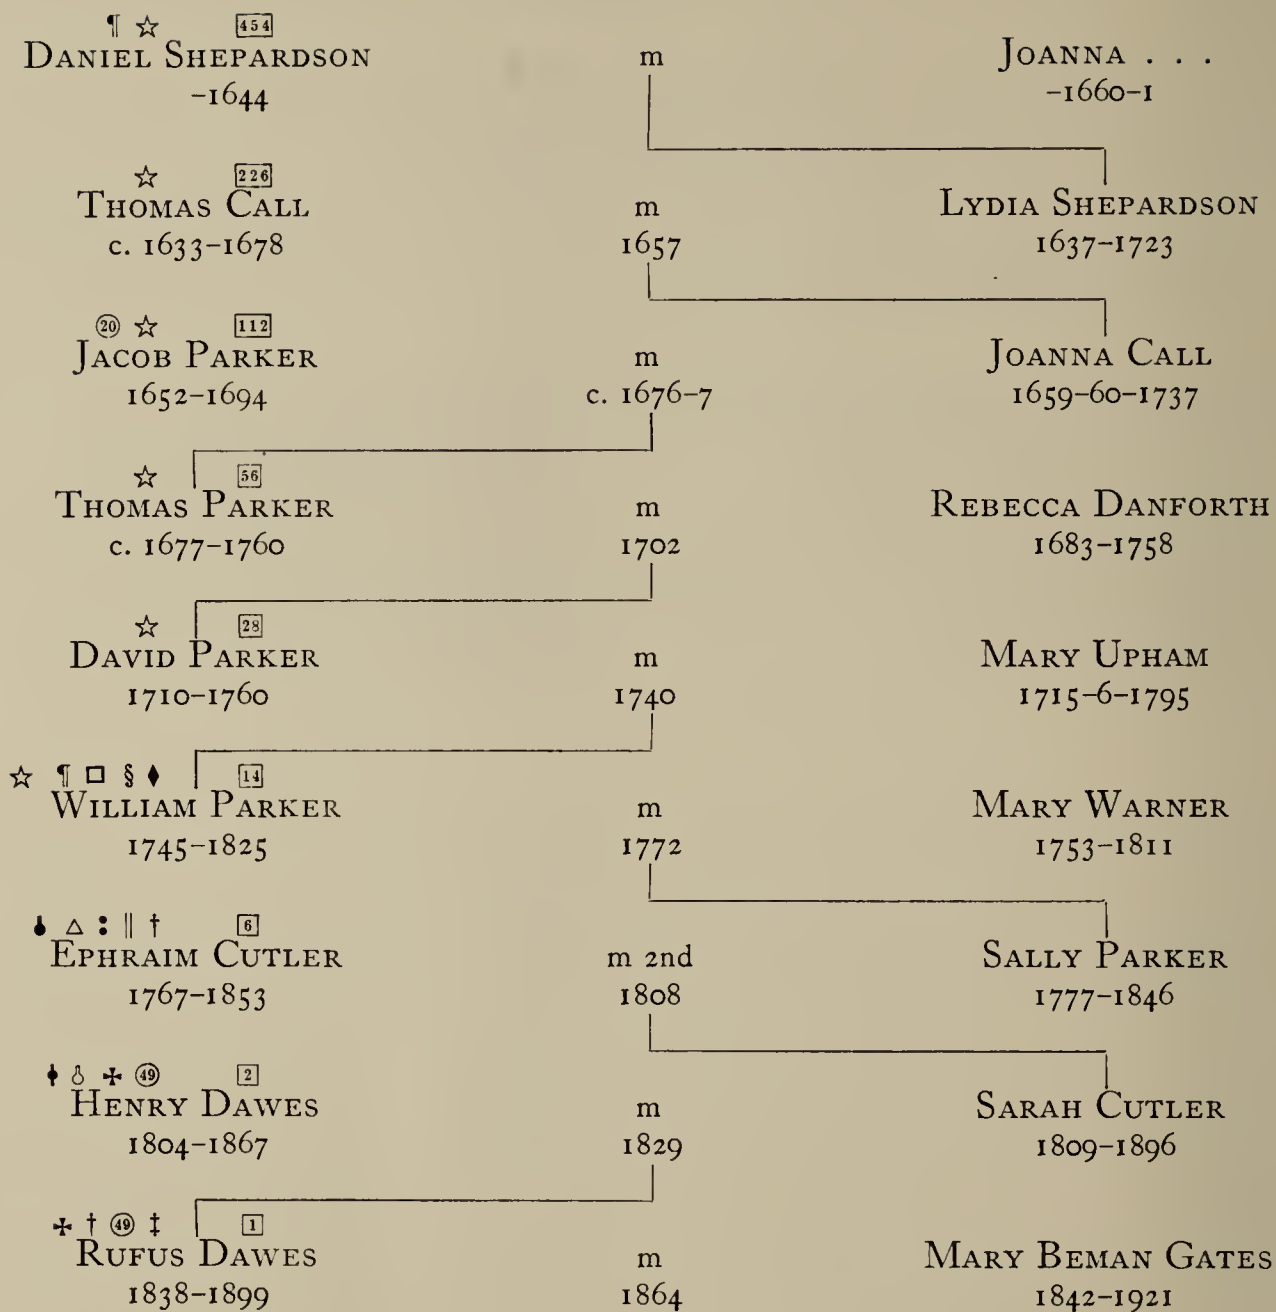 ¶ ☆ 454
DANIEL SHEPARDSON m JOANNA . . .
-1644 -1660-1
☆ 226
THOMAS CALL m LYDIA SHEPARDSON
c. 1633-1678 1657 1637-1723
⑳ ☆ 112
JACOB PARKER m JOANNA CALL
1652-1694 c. 1676-7 1659-60-1737
☆ 56
THOMAS PARKER m REBECCA DANFORTH
c. 1677-1760 1702 1683-1758
☆ 28
DAVID PARKER m MARY UPHAM
1710-1760 1740 1715-6-1795
☆ ¶ □ § ♦ 14
WILLIAM PARKER m MARY WARNER
1745-1825 1772 1753-1811
△ : || † 6
EPHRAIM CUTLER m 2nd SALLY PARKER
1767-1853 1808 1777-1846
✢ ㊾ 2
HENRY DAWES m SARAH CUTLER
1804-1867 1829 1809-1896
✢ † ㊾ ‡ 1
RUFUS DAWES m MARY BEMAN GATES
1838-1899 1864 1842-1921